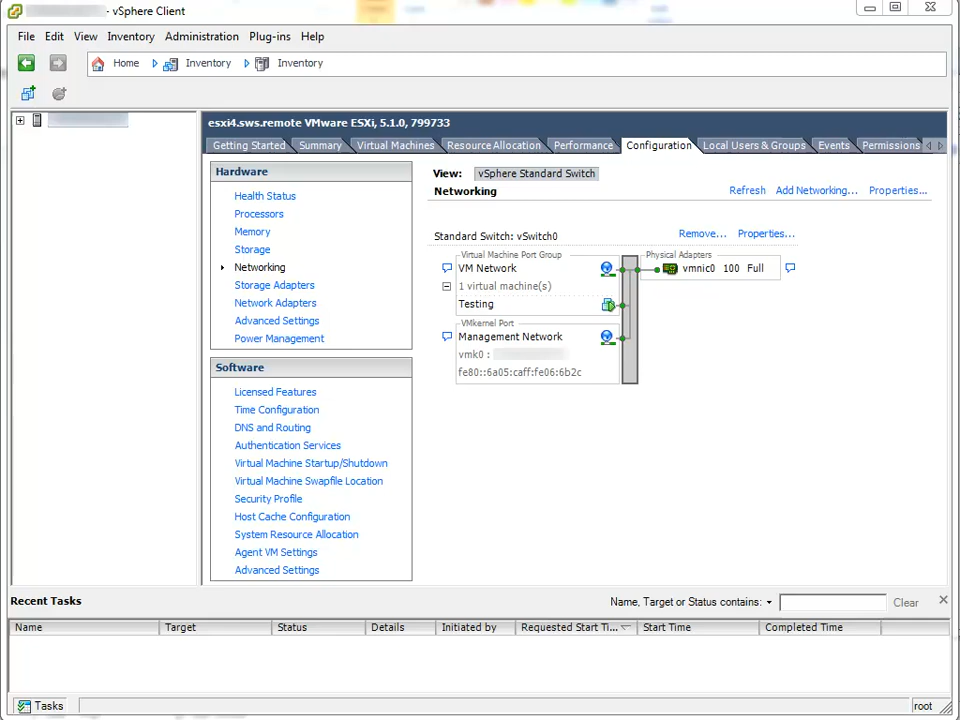 - vSphere Client
File Edit View Inventory Administration Plug-ins Help
Home Inventory Inventory
esxi4.sws.remote VMware ESXi, 5.1.0, 799733
Getting Started Summary Virtual Machines Resource Allocation Performance Configuration Local Users & Groups Events Permissions
Hardware
Health Status
Processors
Memory
Storage
Networking
Storage Adapters
Network Adapters
Advanced Settings
Power Management
Software
Licensed Features
Time Configuration
DNS and Routing
Authentication Services
Virtual Machine Startup/Shutdown
Virtual Machine Swapfile Location
Security Profile
Host Cache Configuration
System Resource Allocation
Agent VM Settings
Advanced Settings
View: vSphere Standard Switch
Networking
Refresh Add Networking... Properties...
Standard Switch: vSwitch0 Remove... Properties...
Virtual Machine Port Group
VM Network
1 virtual machine(s)
Testing
VMkernel Port
Management Network
vmk0 :
fe80::6a05:caff:fe06:6b2c
Physical Adapters
vmnic0 100 Full
Recent Tasks
Name, Target or Status contains: Clear
Name Target Status Details Initiated by Requested Start Ti... Start Time Completed Time
Tasks root